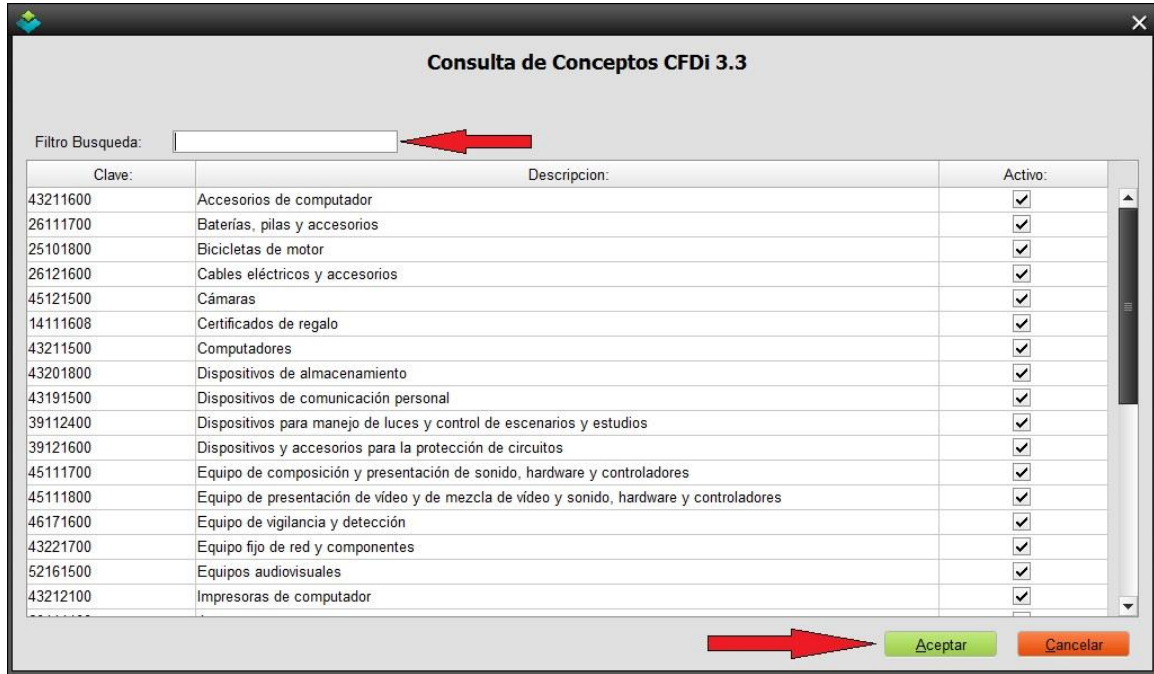 Consulta de Conceptos CFDi 3.3
Filtro Busqueda:
Clave: Descripcion: Activo:
43211600 Accesorios de computador
26111700 Baterías, pilas y accesorios
25101800 Bicicletas de motor
26121600 Cables eléctricos y accesorios
45121500 Cámaras
14111608 Certificados de regalo
43211500 Computadores
43201800 Dispositivos de almacenamiento
43191500 Dispositivos de comunicación personal
39112400 Dispositivos para manejo de luces y control de escenarios y estudios
39121600 Dispositivos y accesorios para la protección de circuitos
45111700 Equipo de composición y presentación de sonido, hardware y controladores
45111800 Equipo de presentación de vídeo y de mezcla de vídeo y sonido, hardware y controladores
46171600 Equipo de vigilancia y detección
43221700 Equipo fijo de red y componentes
52161500 Equipos audiovisuales
43212100 Impresoras de computador
Aceptar Cancelar